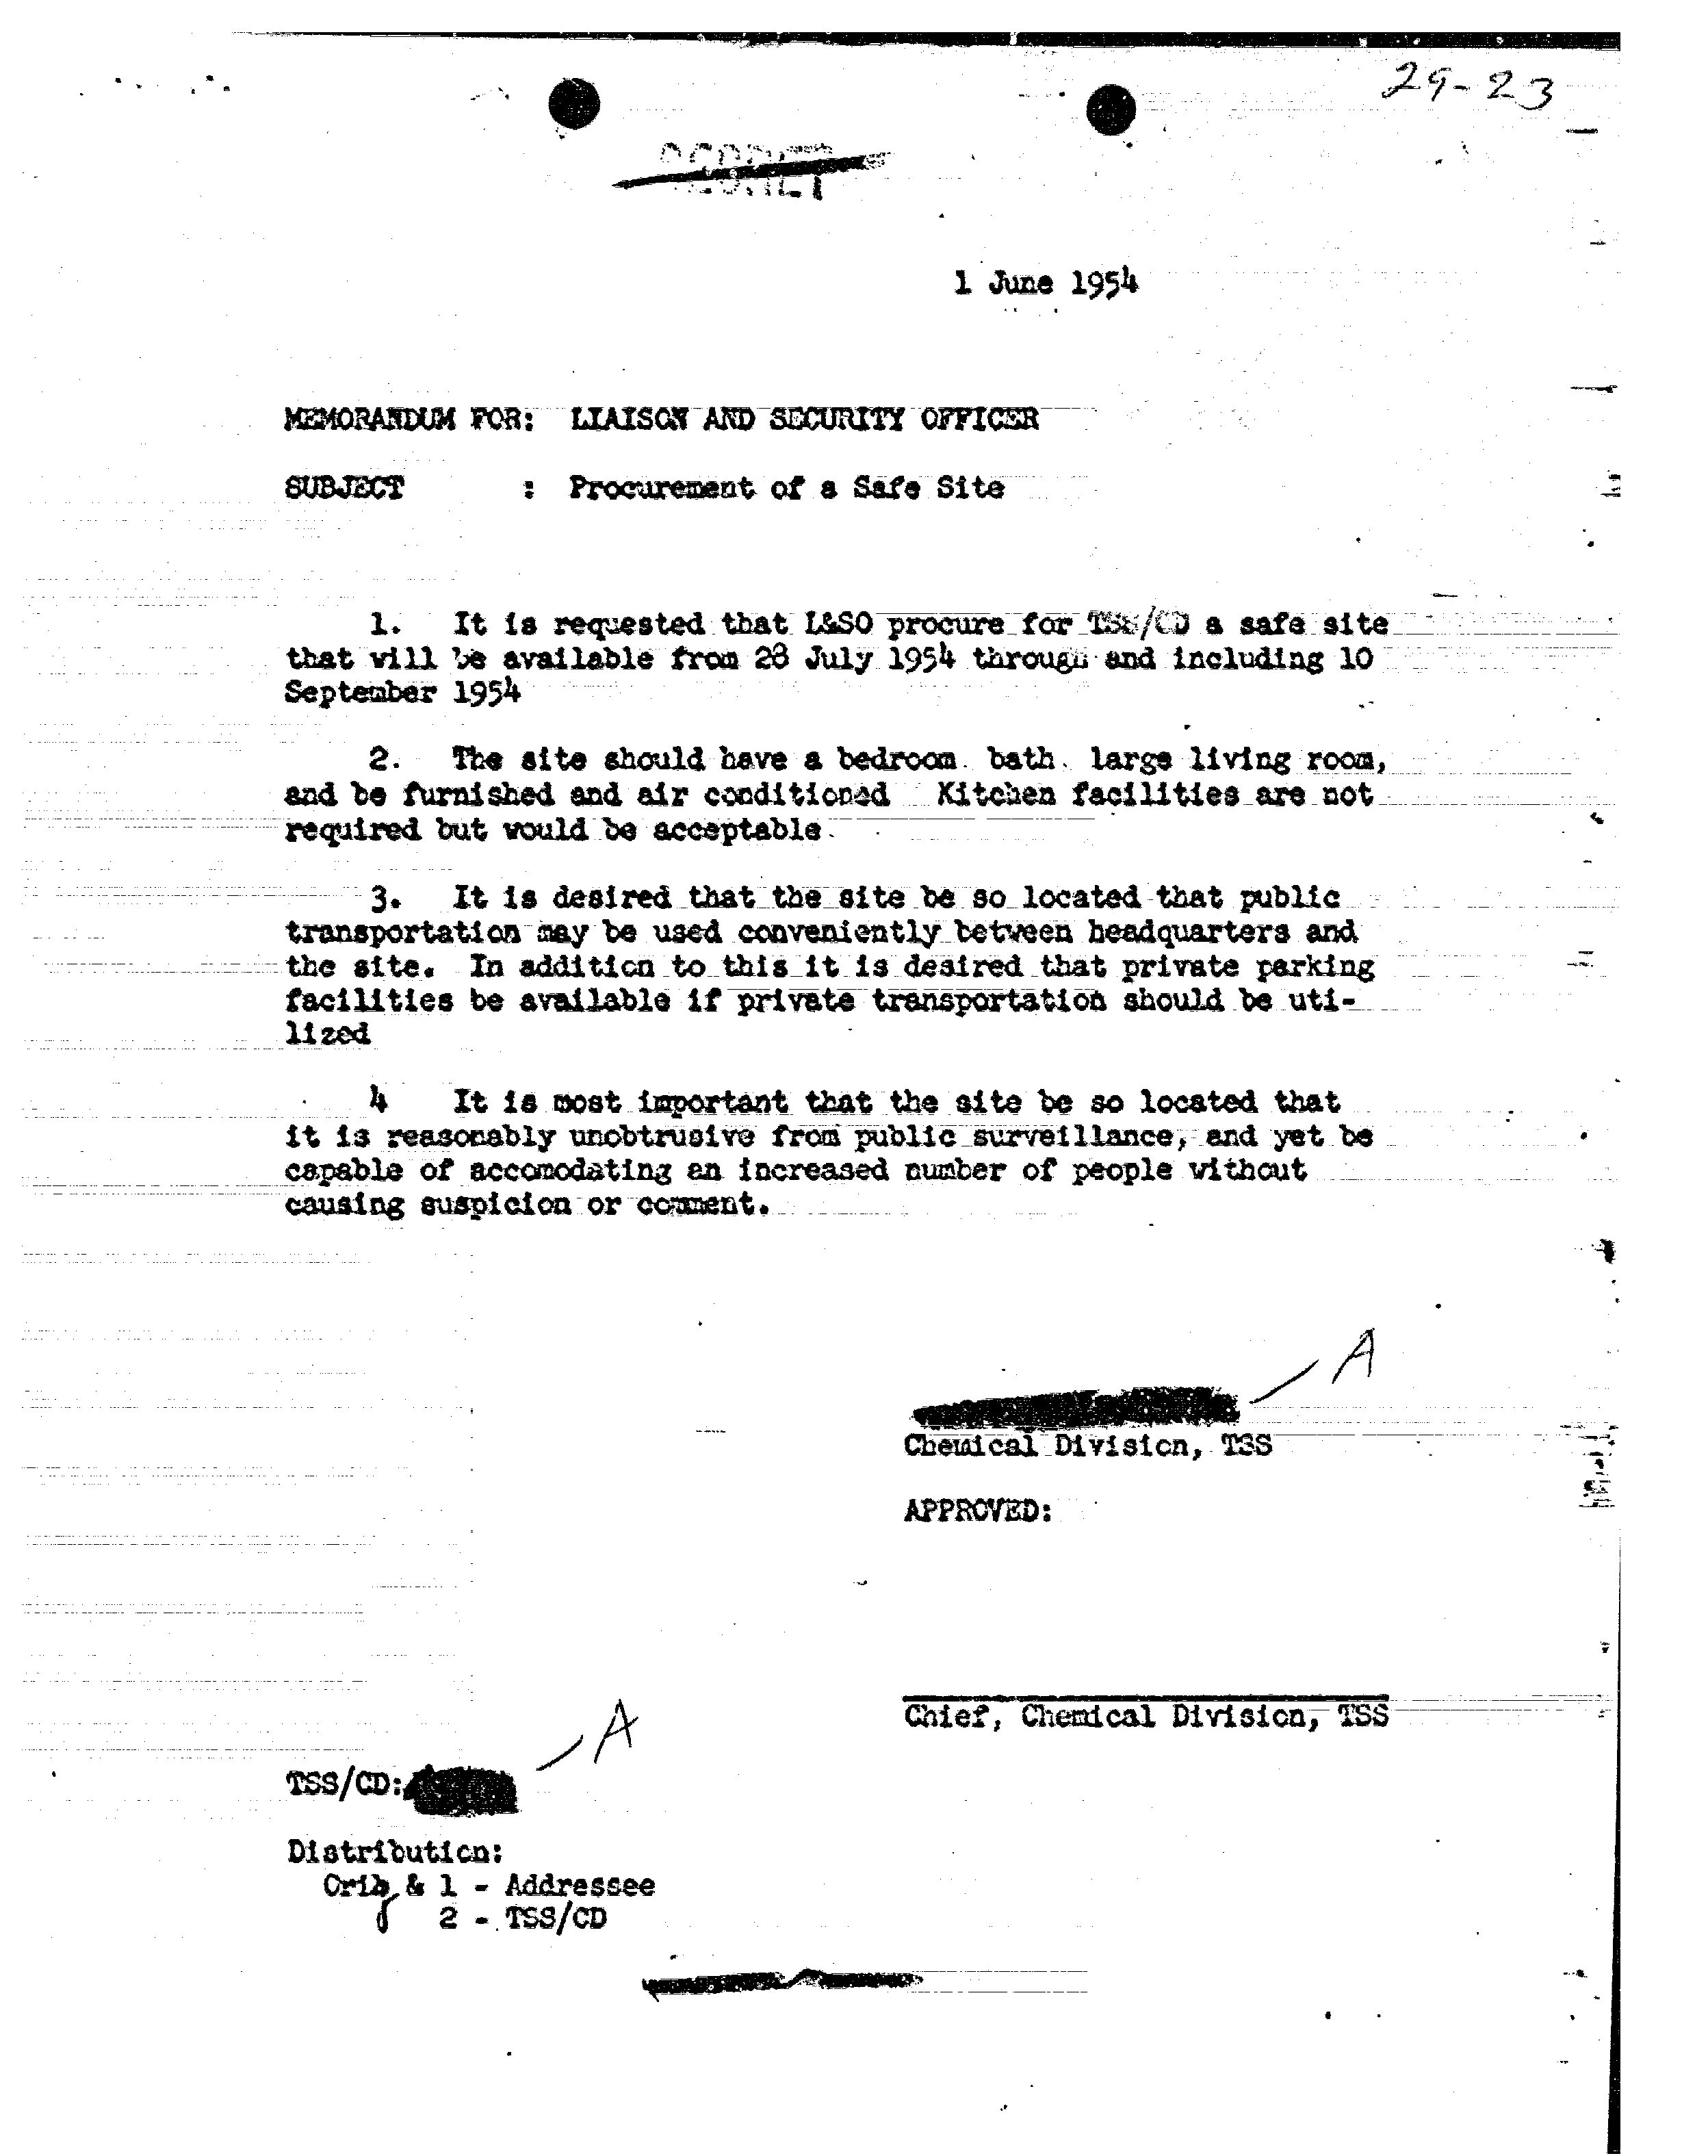 29-23
SECRET
1 June 1954
MEMORANDUM FOR: LIAISON AND SECURITY OFFICER
SUBJECT : Procurement of a Safe Site
1. It is requested that L&SO procure for TSS/CD a safe site
that will be available from 28 July 1954 through and including 10
September 1954
2. The site should have a bedroom. bath. large living room,
and be furnished and air conditioned Kitchen facilities are not
required but would be acceptable.
3. It is desired that the site be so located that public
transportation may be used conveniently between headquarters and
the site. In addition to this it is desired that private parking
facilities be available if private transportation should be uti-
lized
4 It is most important that the site be so located that
it is reasonably unobtrusive from public surveillance, and yet be
capable of accomodating an increased number of people without
causing suspicion or comment.
A
Chemical Division, TSS
APPROVED:
Chief, Chemical Division, TSS
A
TSS/CD:
Distribution:
Orig & 1 - Addressee
2 - TSS/CD